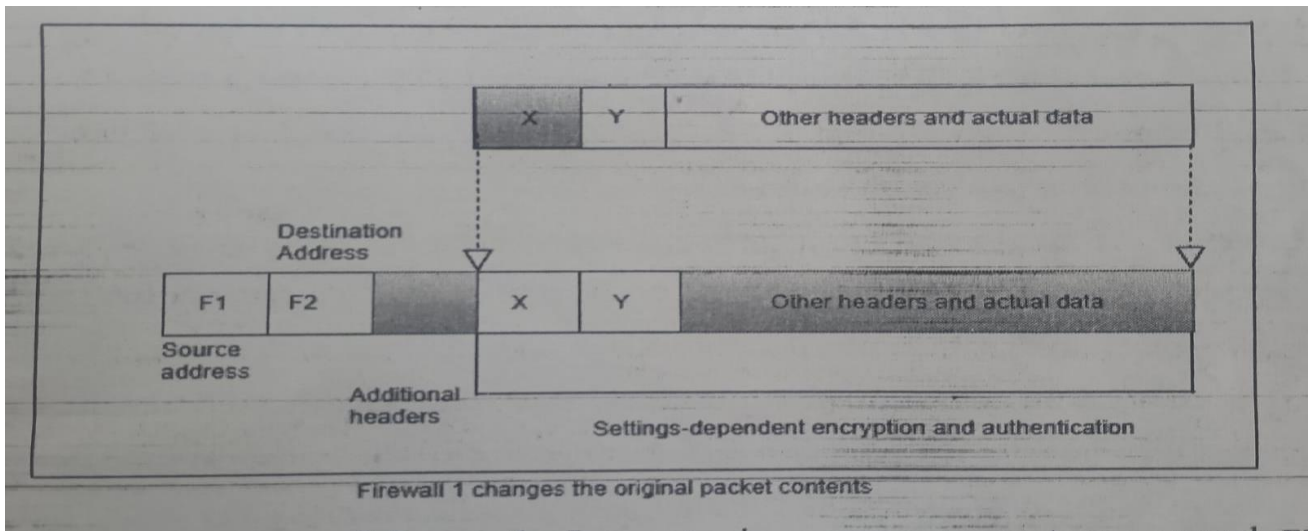 X Y Other headers and actual data
Destination
Address
F1 F2 X Y Other headers and actual data
Source
address
Additional
headers
Settings-dependent encryption and authentication
Firewall 1 changes the original packet contents